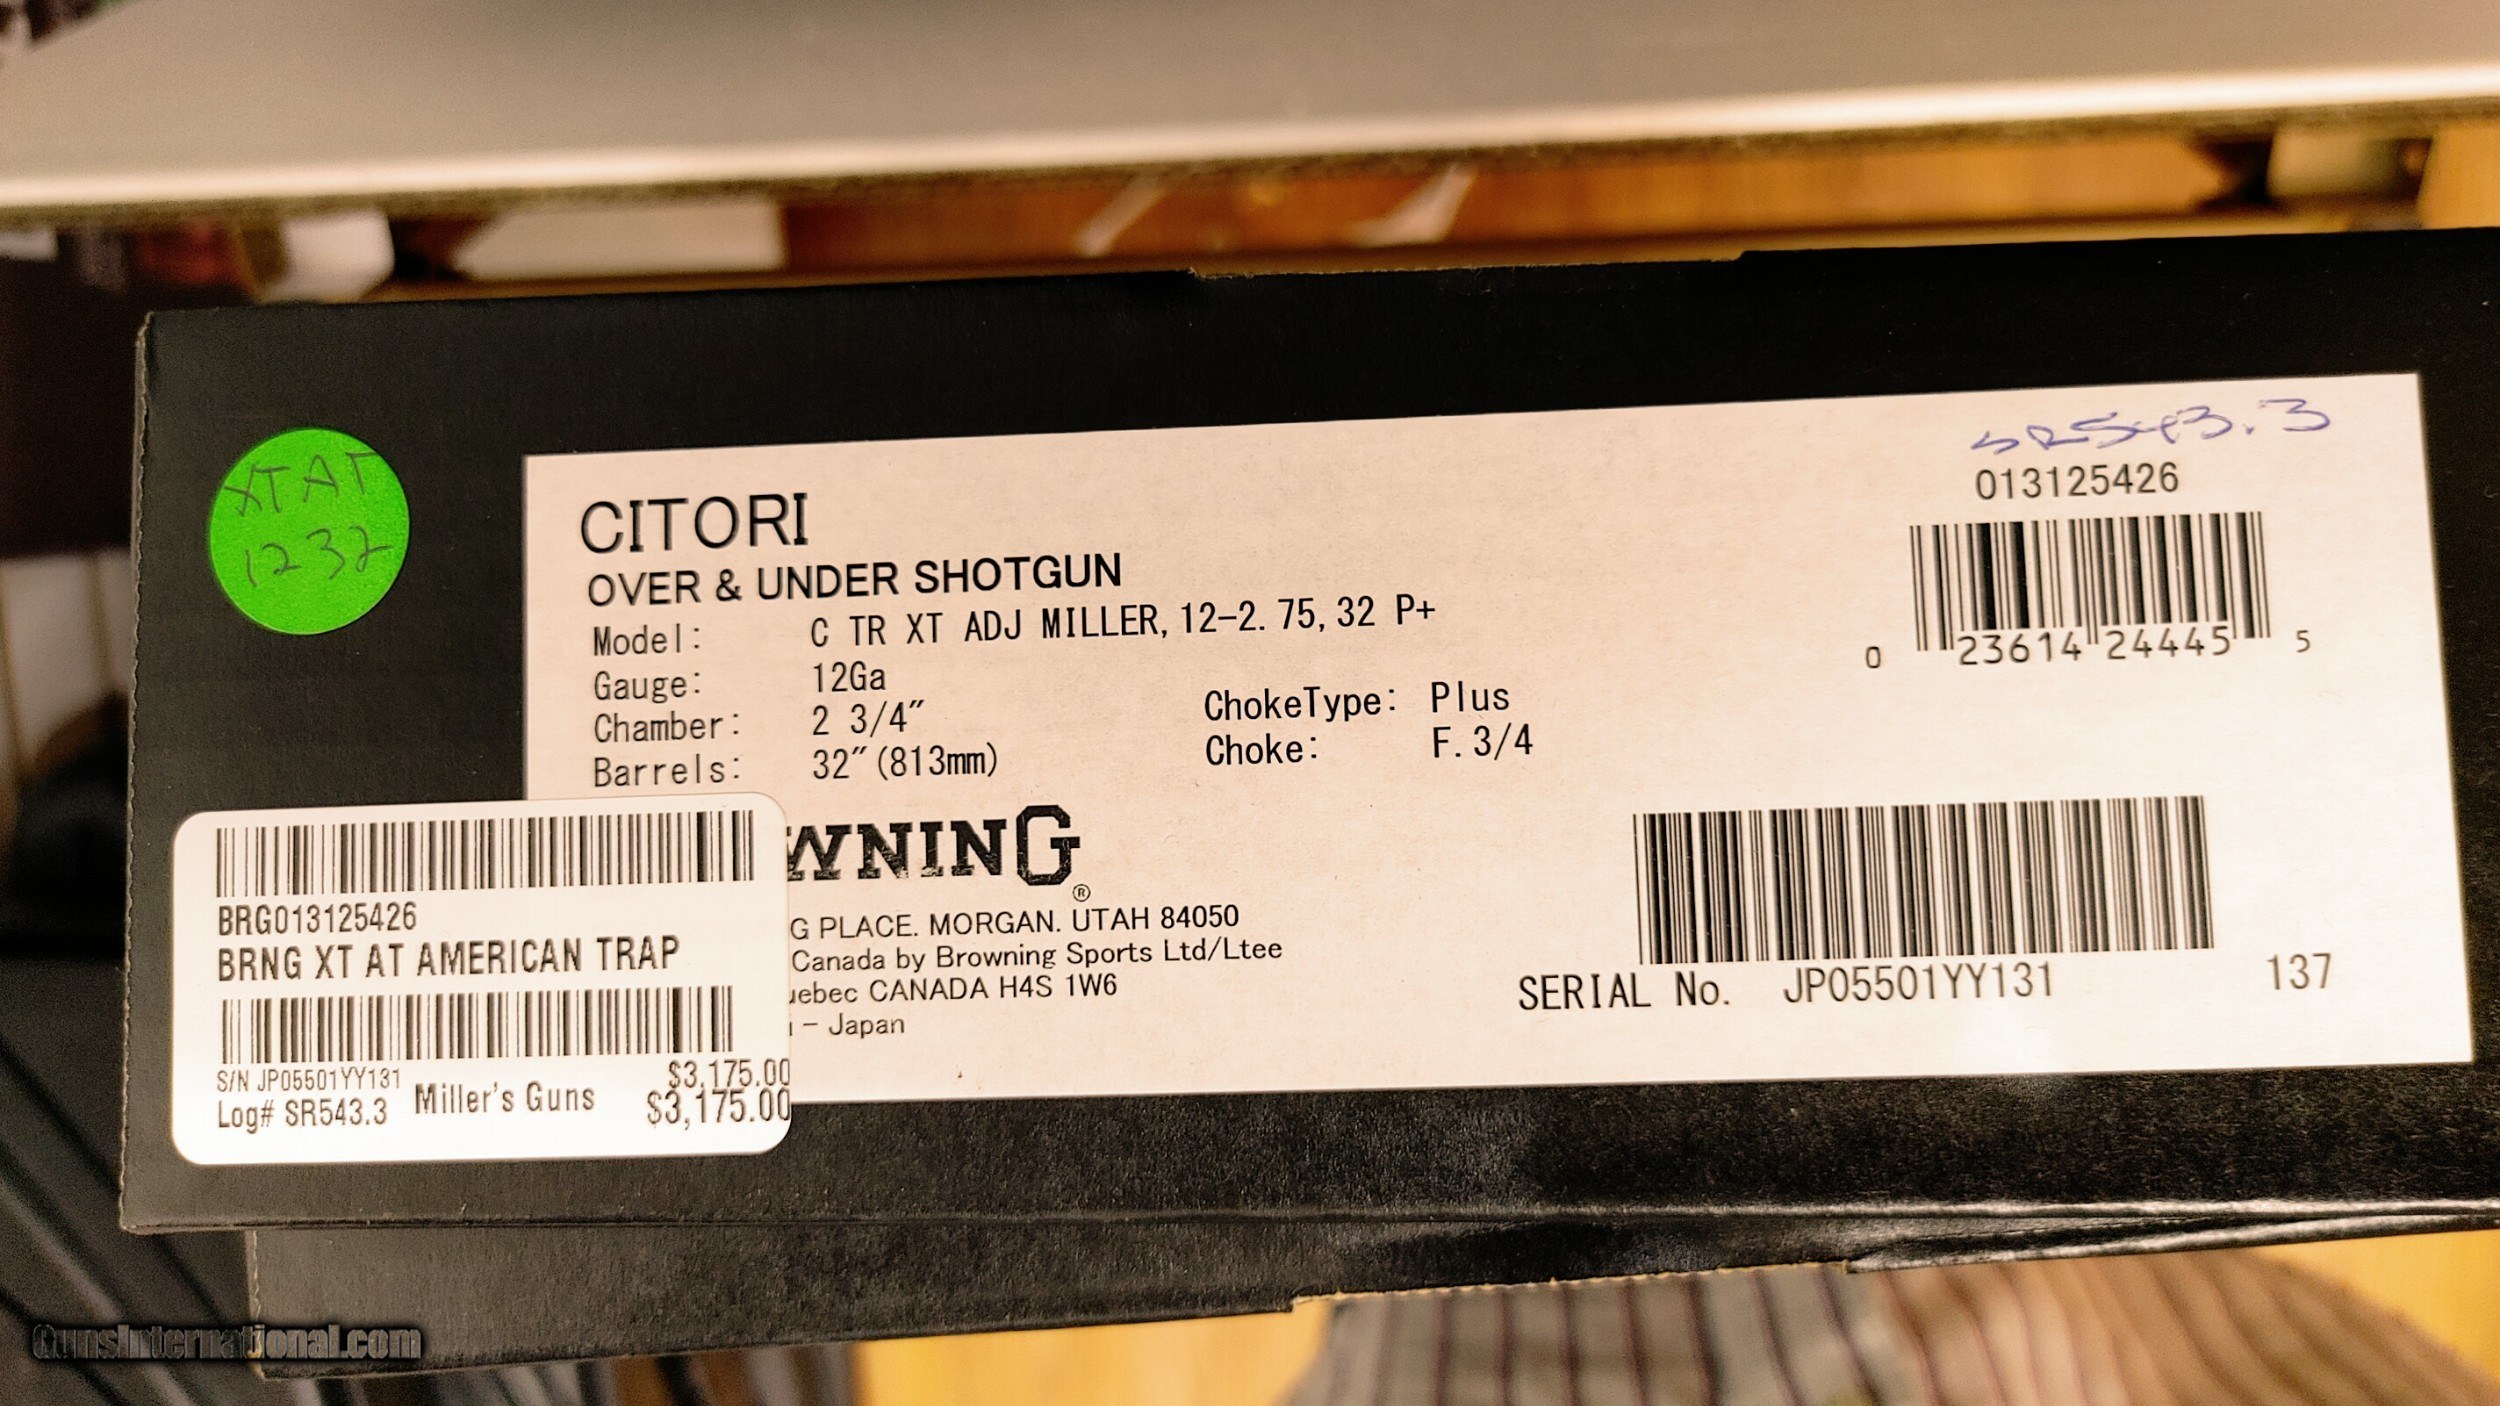 XT AT
1232
SR543.3
013125426
0 23614 24445 5
CITORI
OVER & UNDER SHOTGUN
Model: C TR XT ADJ MILLER, 12-2.75, 32 P+
Gauge: 12Ga
Chamber: 2 3/4"
Barrels: 32"(813mm)
ChokeType: Plus
Choke: F. 3/4
WNING®
G PLACE. MORGAN. UTAH 84050
Canada by Browning Sports Ltd/Ltee
uebec CANADA H4S 1W6
- Japan
SERIAL No. JP05501YY131 137
BRG013125426
BRNG XT AT AMERICAN TRAP
S/N JP05501YY131
Log# SR543.3
Miller's Guns
$3,175.00
$3,175.00
GunsInternational.com